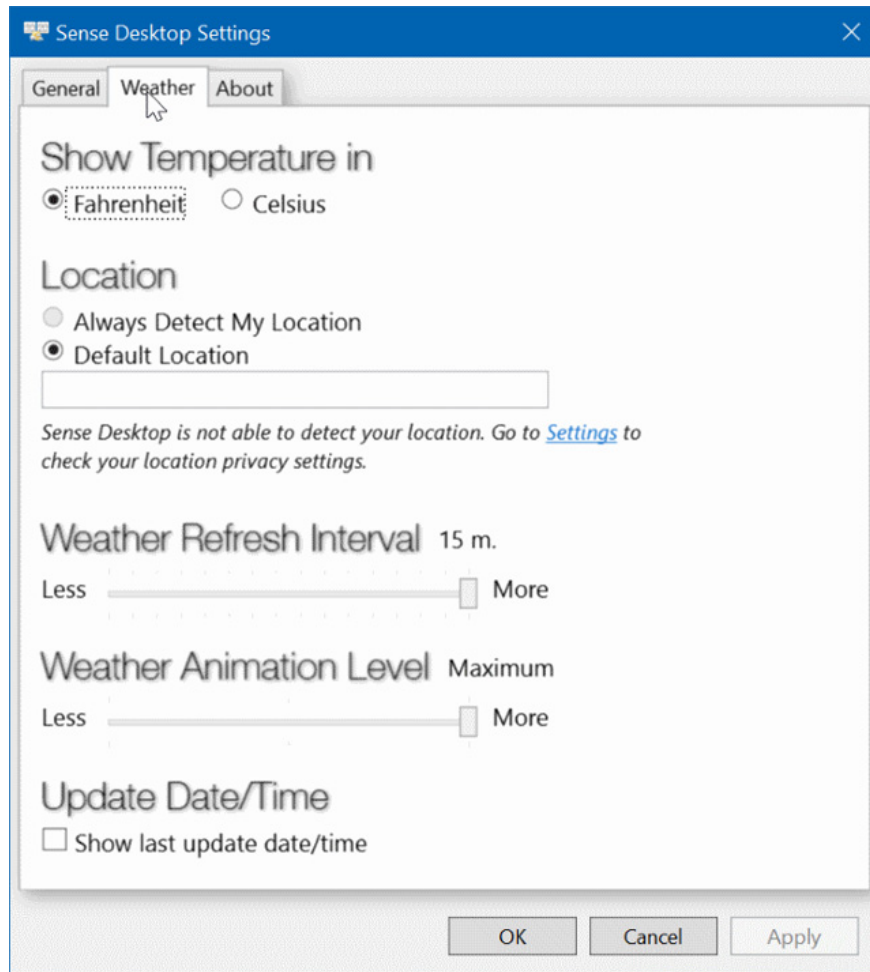 Sense Desktop Settings
General Weather About
Show Temperature in
Fahrenheit Celsius
Location
Always Detect My Location
Default Location
Sense Desktop is not able to detect your location. Go to Settings to
check your location privacy settings.
Weather Refresh Interval 15 m.
Less More
Weather Animation Level Maximum
Less More
Update Date/Time
Show last update date/time
OK Cancel Apply